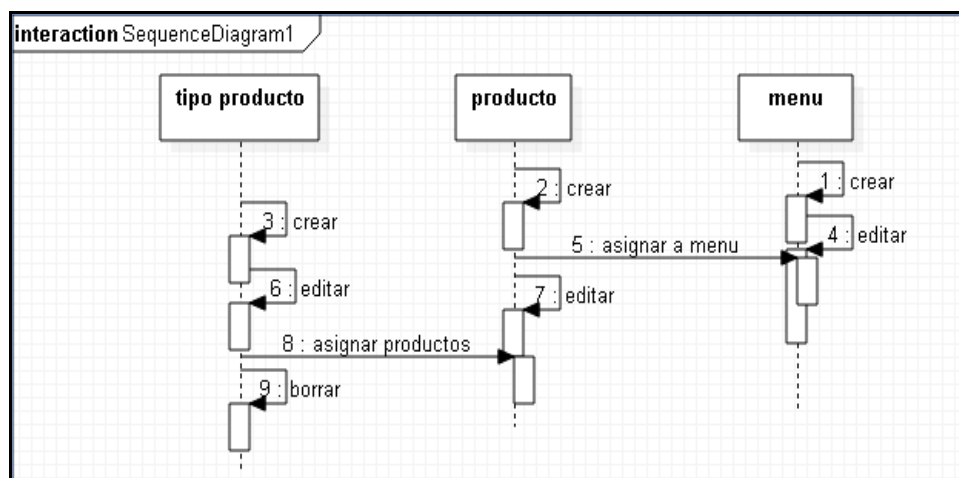 interaction SequenceDiagram1
tipo producto
producto
menu
1 : crear
2 : crear
3 : crear
4 : editar
5 : asignar a menu
6 : editar
7 : editar
8 : asignar productos
9 : borrar